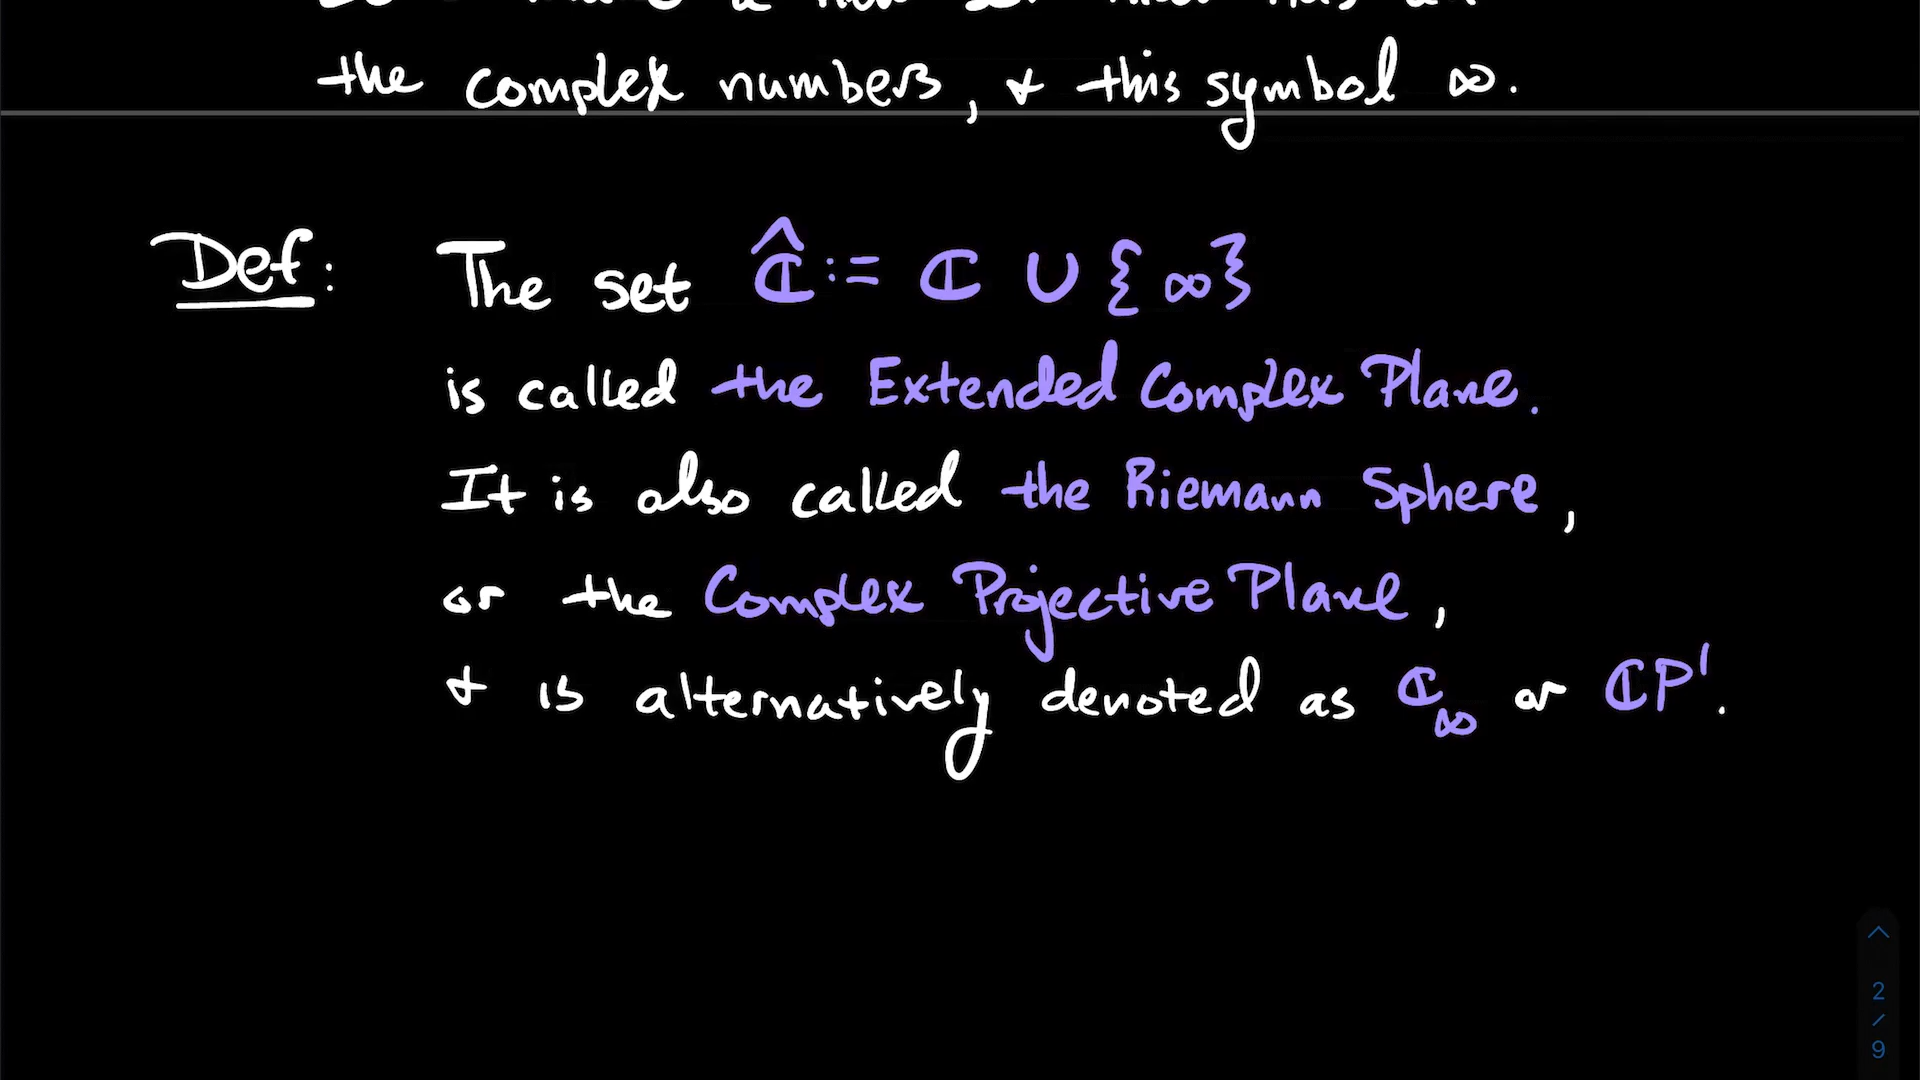 the complex numbers, & this symbol ∞.
Def: The set Ĉ := ℂ ∪ {∞}
is called the Extended Complex Plane.
It is also called the Riemann Sphere,
or the Complex Projective Plane,
& is alternatively denoted as ℂ∞ or ℂP¹.
2
/
9